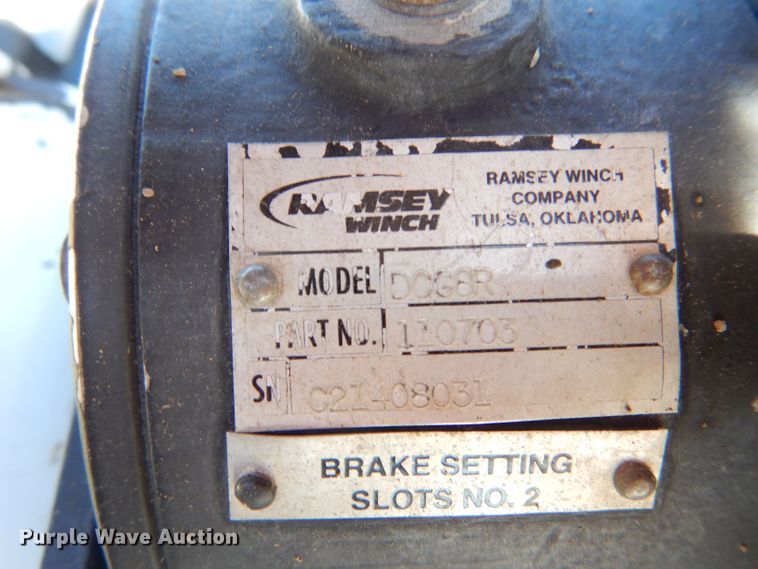 RAMSEY
WINCH
RAMSEY WINCH
COMPANY
TULSA, OKLAHOMA
MODEL DCG8R
PART NO. 110703
SN C21408031
BRAKE SETTING
SLOTS NO. 2
Purple Wave Auction